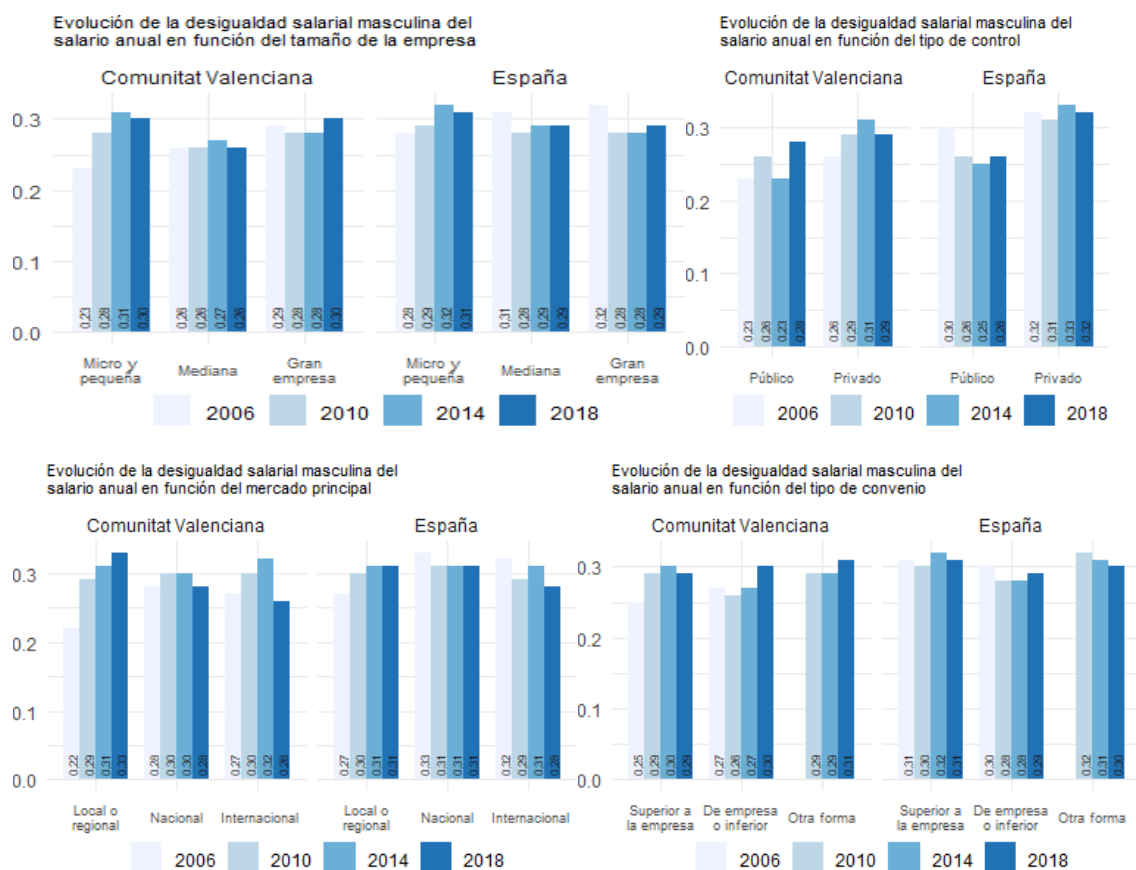 Evolución de la desigualdad salarial masculina del
salario anual en función del tamaño de la empresa
Comunitat Valenciana España
0.3
0.2
0.1
0.0
0.23 0.28 0.31 0.30 0.26 0.26 0.27 0.26 0.29 0.28 0.28 0.30
0.28 0.29 0.32 0.31 0.31 0.28 0.29 0.29 0.32 0.28 0.28 0.29
Micro y Mediana Gran Micro y Mediana Gran
pequeña empresa pequeña empresa
2006 2010 2014 2018
Evolución de la desigualdad salarial masculina del
salario anual en función del tipo de control
Comunitat Valenciana España
0.3
0.2
0.1
0.0
0.23 0.26 0.23 0.28 0.26 0.29 0.31 0.29
0.30 0.26 0.25 0.26 0.32 0.31 0.33 0.32
Público Privado Público Privado
2006 2010 2014 2018
Evolución de la desigualdad salarial masculina del
salario anual en función del mercado principal
Comunitat Valenciana España
0.3
0.2
0.1
0.0
0.22 0.29 0.31 0.33 0.28 0.30 0.30 0.28 0.27 0.30 0.32 0.26
0.27 0.30 0.31 0.31 0.33 0.31 0.31 0.31 0.32 0.29 0.31 0.28
Local o Nacional Internacional Local o Nacional Internacional
regional regional
2006 2010 2014 2018
Evolución de la desigualdad salarial masculina del
salario anual en función del tipo de convenio
Comunitat Valenciana España
0.3
0.2
0.1
0.0
0.25 0.29 0.30 0.29 0.27 0.26 0.27 0.30 0.29 0.29 0.31
0.31 0.30 0.32 0.31 0.30 0.28 0.28 0.29 0.32 0.31 0.30
Superior a De empresa Otra forma Superior a De empresa Otra forma
la empresa o inferior la empresa o inferior
2006 2010 2014 2018